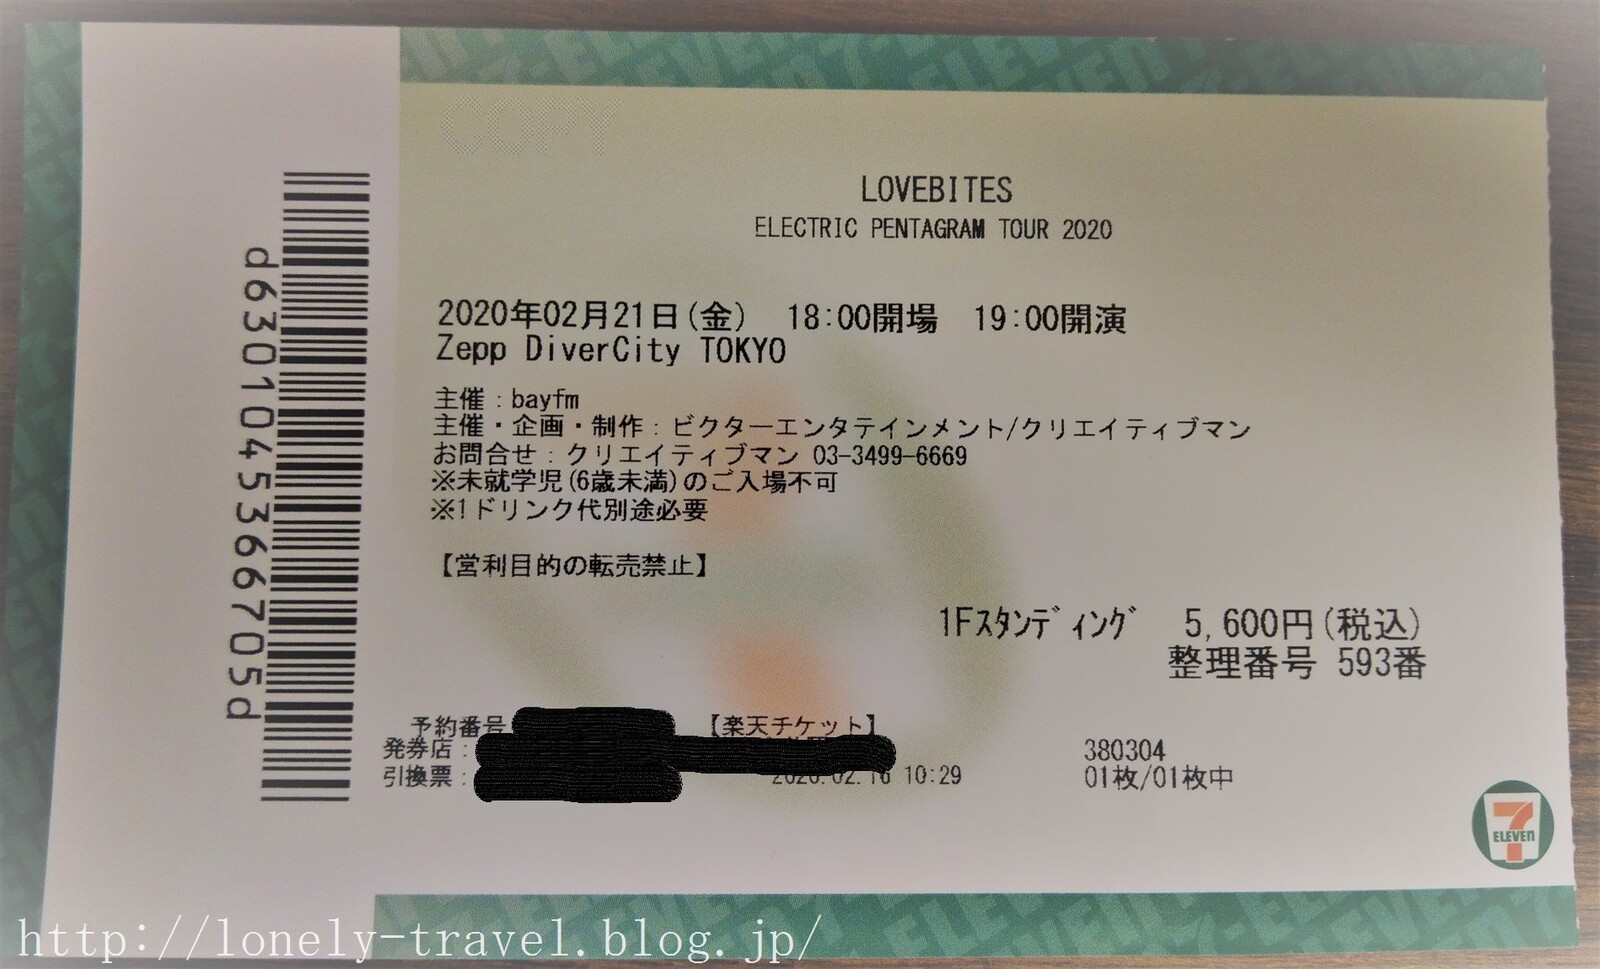 COPY
LOVEBITES
ELECTRIC PENTAGRAM TOUR 2020
2020年02月21日(金) 18:00開場 19:00開演
Zepp DiverCity TOKYO
主催:bayfm
主催・企画・制作:ビクターエンタテインメント/クリエイティブマン
お問合せ:クリエイティブマン 03-3499-6669
※未就学児(6歳未満)のご入場不可
※1ドリンク代別途必要
【営利目的の転売禁止】
1Fスタンディング 5,600円(税込)
整理番号 593番
予約番号 【楽天チケット】
発券店: 380304
引換票: 2020.02.16 10:29 01枚/01枚中
d63010453667050d
7 ELEVEN
http://lonely-travel.blog.jp/